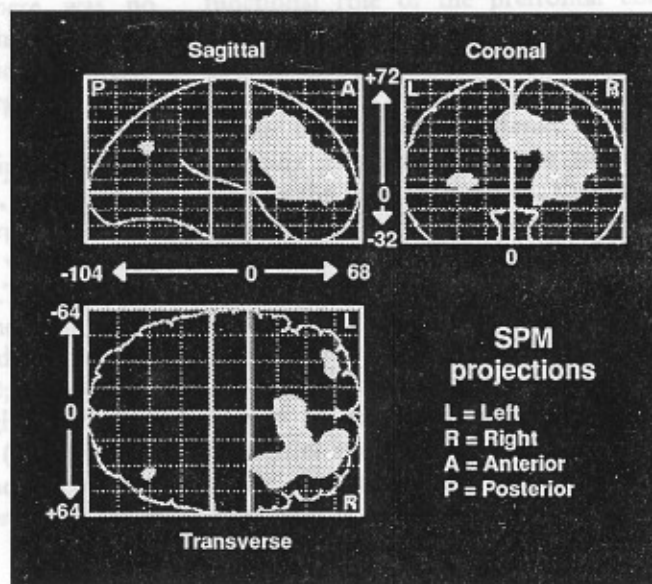 Sagittal
Coronal
P
A
+72
L
R
0
-32
0
-104
0
68
-64
L
0
+64
R
Transverse
SPM
projections
L = Left
R = Right
A = Anterior
P = Posterior